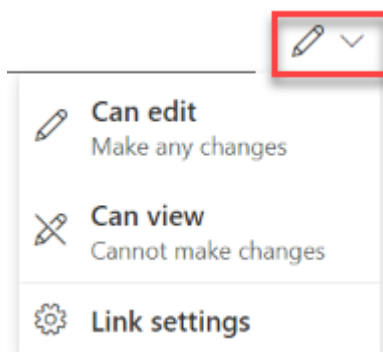 Can edit
Make any changes
Can view
Cannot make changes
Link settings